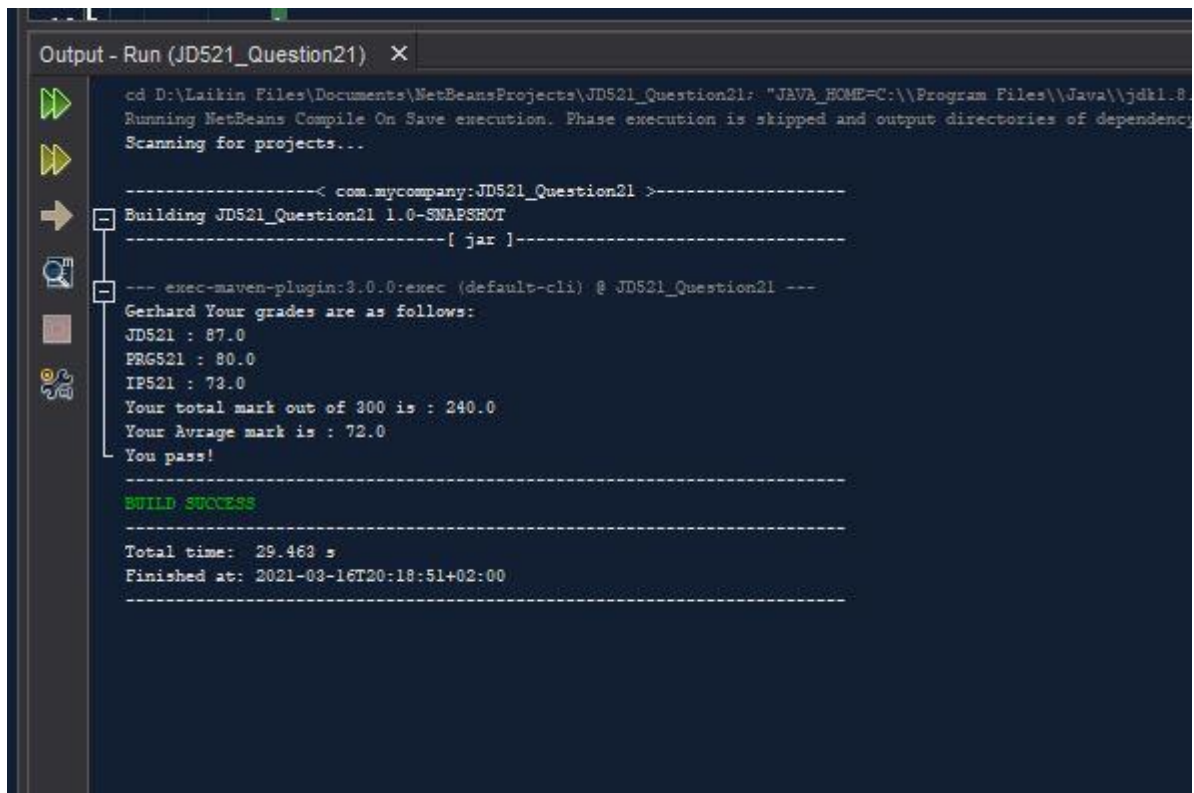 Output - Run (JD521_Question21) ×
cd D:\Laikin Files\Documents\NetBeansProjects\JD521_Question21; "JAVA_HOME=C:\\Program Files\\Java\\jdk1.8.
Running NetBeans Compile On Save execution. Phase execution is skipped and output directories of dependency
Scanning for projects...
-------------------< com.mycompany:JD521_Question21 >-------------------
Building JD521_Question21 1.0-SNAPSHOT
--------------------------------[ jar ]---------------------------------
--- exec-maven-plugin:3.0.0:exec (default-cli) @ JD521_Question21 ---
Gerhard Your grades are as follows:
JD521 : 87.0
PRG521 : 80.0
IP521 : 73.0
Your total mark out of 300 is : 240.0
Your Avrage mark is : 72.0
You pass!
------------------------------------------------------------------------
BUILD SUCCESS
------------------------------------------------------------------------
Total time:  29.463 s
Finished at: 2021-03-16T20:18:51+02:00
------------------------------------------------------------------------